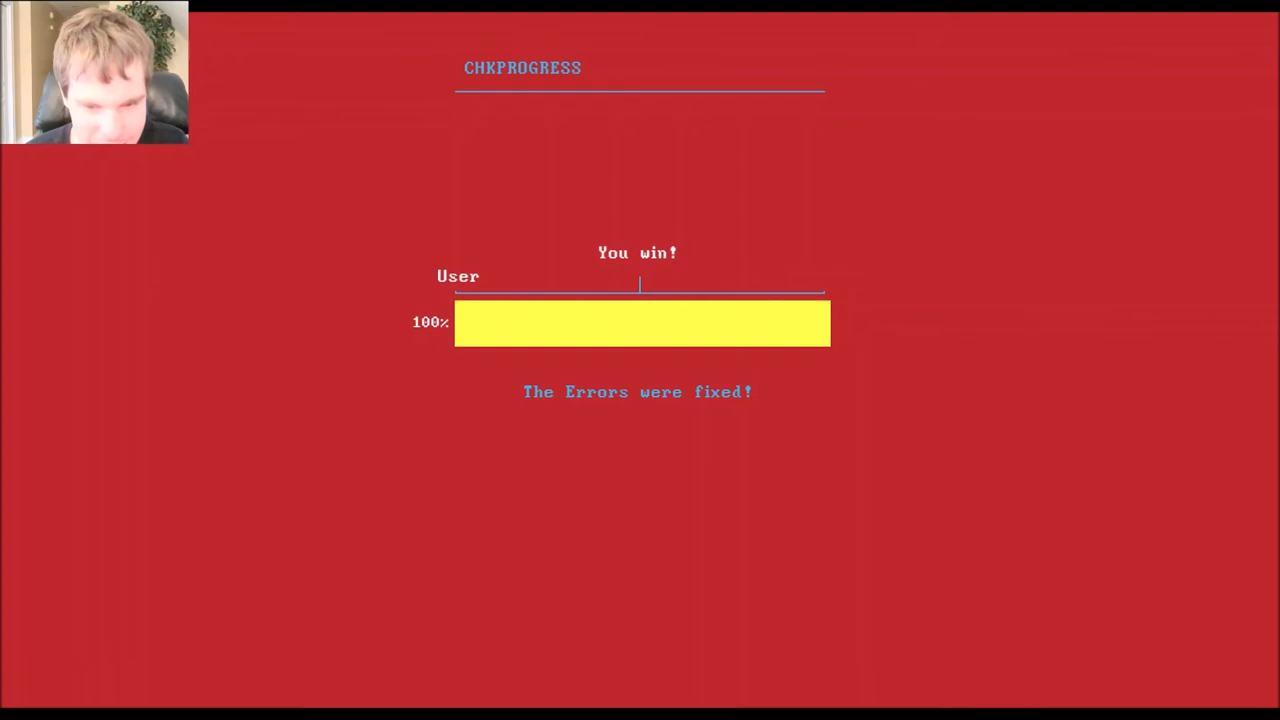 CHKPROGRESS
You win!
User
100%
The Errors were fixed!